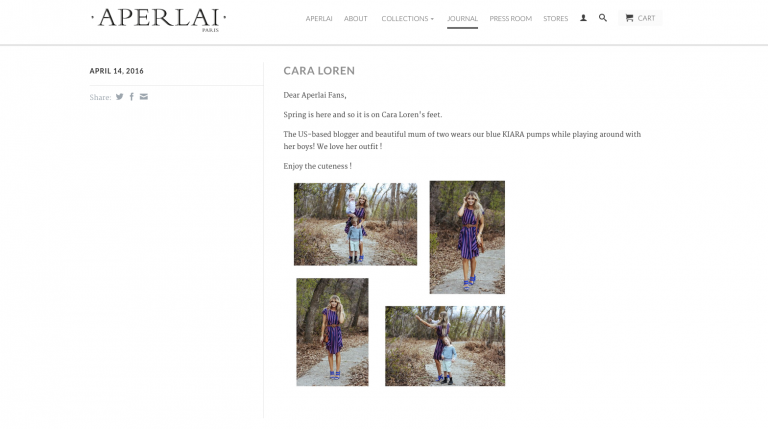 ·APERLAI·
PARIS
APERLAI ABOUT COLLECTIONS JOURNAL PRESS ROOM STORES CART
APRIL 14, 2016
Share:
CARA LOREN
Dear Aperlai Fans,
Spring is here and so it is on Cara Loren's feet.
The US-based blogger and beautiful mum of two wears our blue KIARA pumps while playing around with
her boys! We love her outfit !
Enjoy the cuteness !